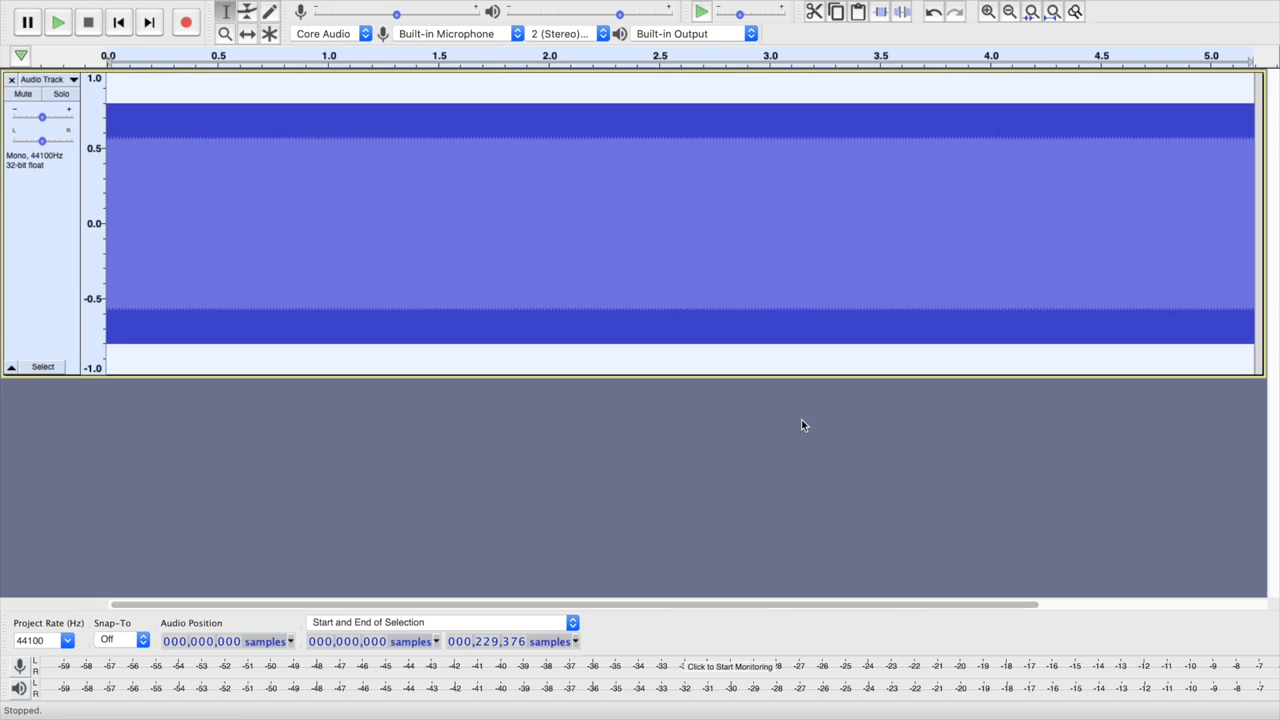 L R
Core Audio Built-in Microphone 2 (Stereo)... Built-in Output
0.0 0.5 1.0 1.5 2.0 2.5 3.0 3.5 4.0 4.5 5.0
× Audio Track
Mute Solo
- +
L R
Mono, 44100Hz
32-bit float
Select
1.0
0.5
0.0
-0.5
-1.0
Project Rate (Hz) Snap-To Audio Position Start and End of Selection
44100 Off 000,000,000 samples 000,000,000 samples 000,229,376 samples
L
R
-59 -58 -57 -56 -55 -54 -53 -52 -51 -50 -49 -48 -47 -46 -45 -44 -43 -42 -41 -40 -39 -38 -37 -36 -35 -34 -33 -32 Click to Start Monitoring !8 -27 -26 -25 -24 -23 -22 -21 -20 -19 -18 -17 -16 -15 -14 -13 -12 -11 -10 -9 -8 -7
L
R
-59 -58 -57 -56 -55 -54 -53 -52 -51 -50 -49 -48 -47 -46 -45 -44 -43 -42 -41 -40 -39 -38 -37 -36 -35 -34 -33 -32 -31 -30 -29 -28 -27 -26 -25 -24 -23 -22 -21 -20 -19 -18 -17 -16 -15 -14 -13 -12 -11 -10 -9 -8 -7
Stopped.